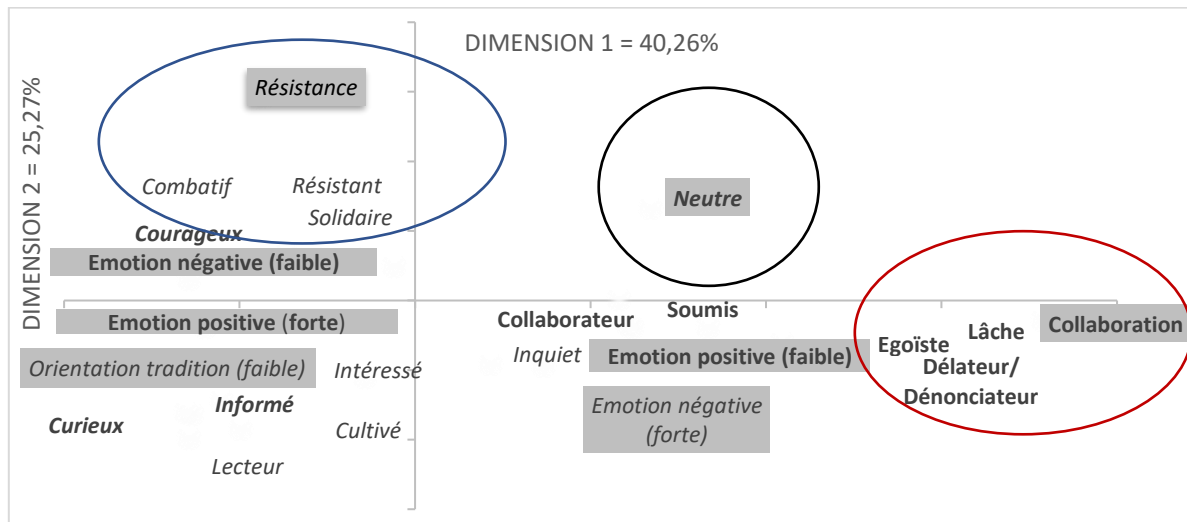 DIMENSION 1 = 40,26%
DIMENSION 2 = 25,27%
Résistance
Combatif
Résistant
Solidaire
Courageux
Emotion négative (faible)
Neutre
Emotion positive (forte)
Orientation tradition (faible)
Intéressé
Informé
Curieux
Cultivé
Lecteur
Collaborateur
Soumis
Inquiet
Emotion positive (faible)
Emotion négative
(forte)
Egoïste
Lâche
Collaboration
Délateur/
Dénonciateur